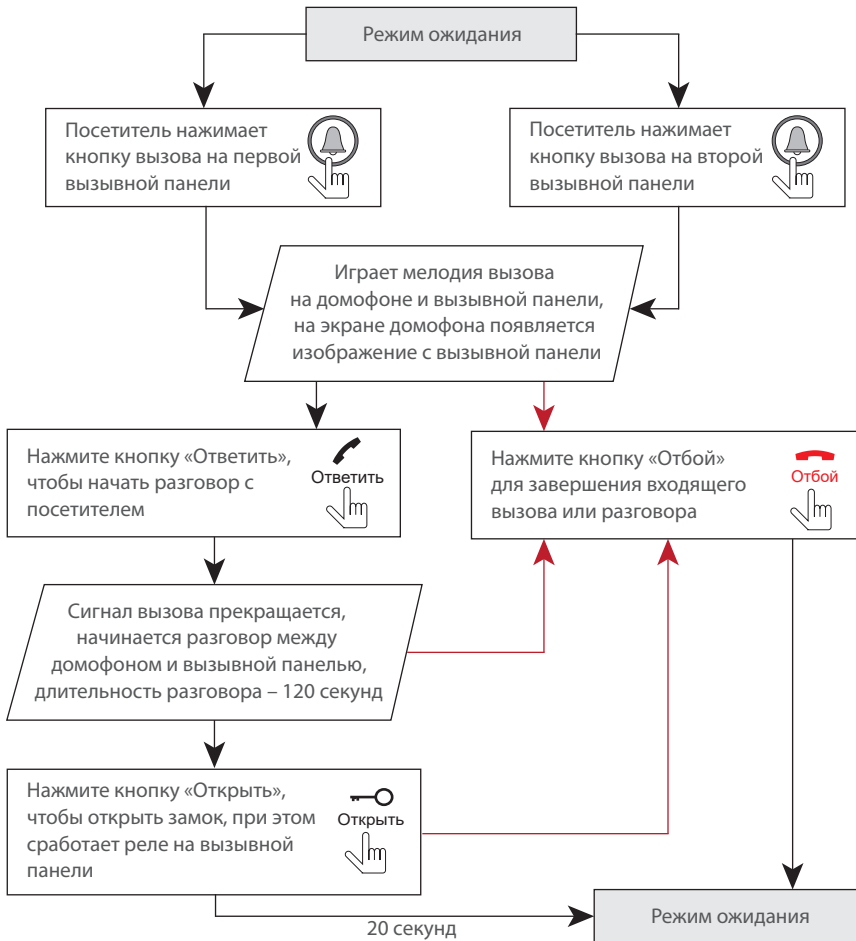 Режим ожидания
Посетитель нажимает
кнопку вызова на первой
вызывной панели
Посетитель нажимает
кнопку вызова на второй
вызывной панели
Играет мелодия вызова
на домофоне и вызывной панели,
на экране домофона появляется
изображение с вызывной панели
Нажмите кнопку «Ответить»,
чтобы начать разговор с
посетителем
Ответить
Нажмите кнопку «Отбой»
для завершения входящего
вызова или разговора
Отбой
Сигнал вызова прекращается,
начинается разговор между
домофоном и вызывной панелью,
длительность разговора – 120 секунд
Нажмите кнопку «Открыть»,
чтобы открыть замок, при этом
сработает реле на вызывной
панели
Открыть
20 секунд
Режим ожидания